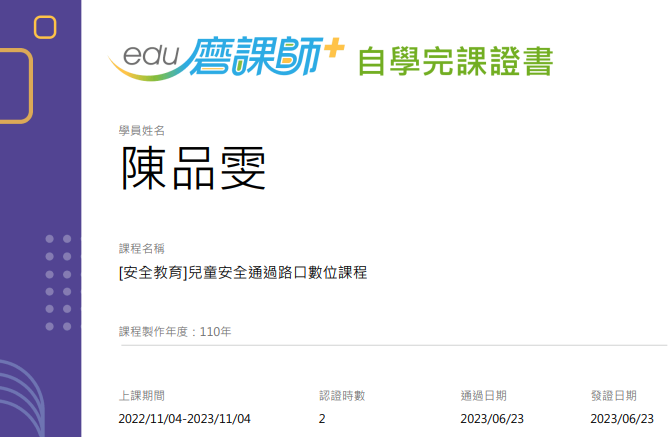 edu 磨課師+ 自學完課證書
學員姓名
陳品雯
課程名稱
[安全教育]兒童安全通過路口數位課程
課程製作年度：110年
上課期間 認證時數 通過日期 發證日期
2022/11/04-2023/11/04 2 2023/06/23 2023/06/23